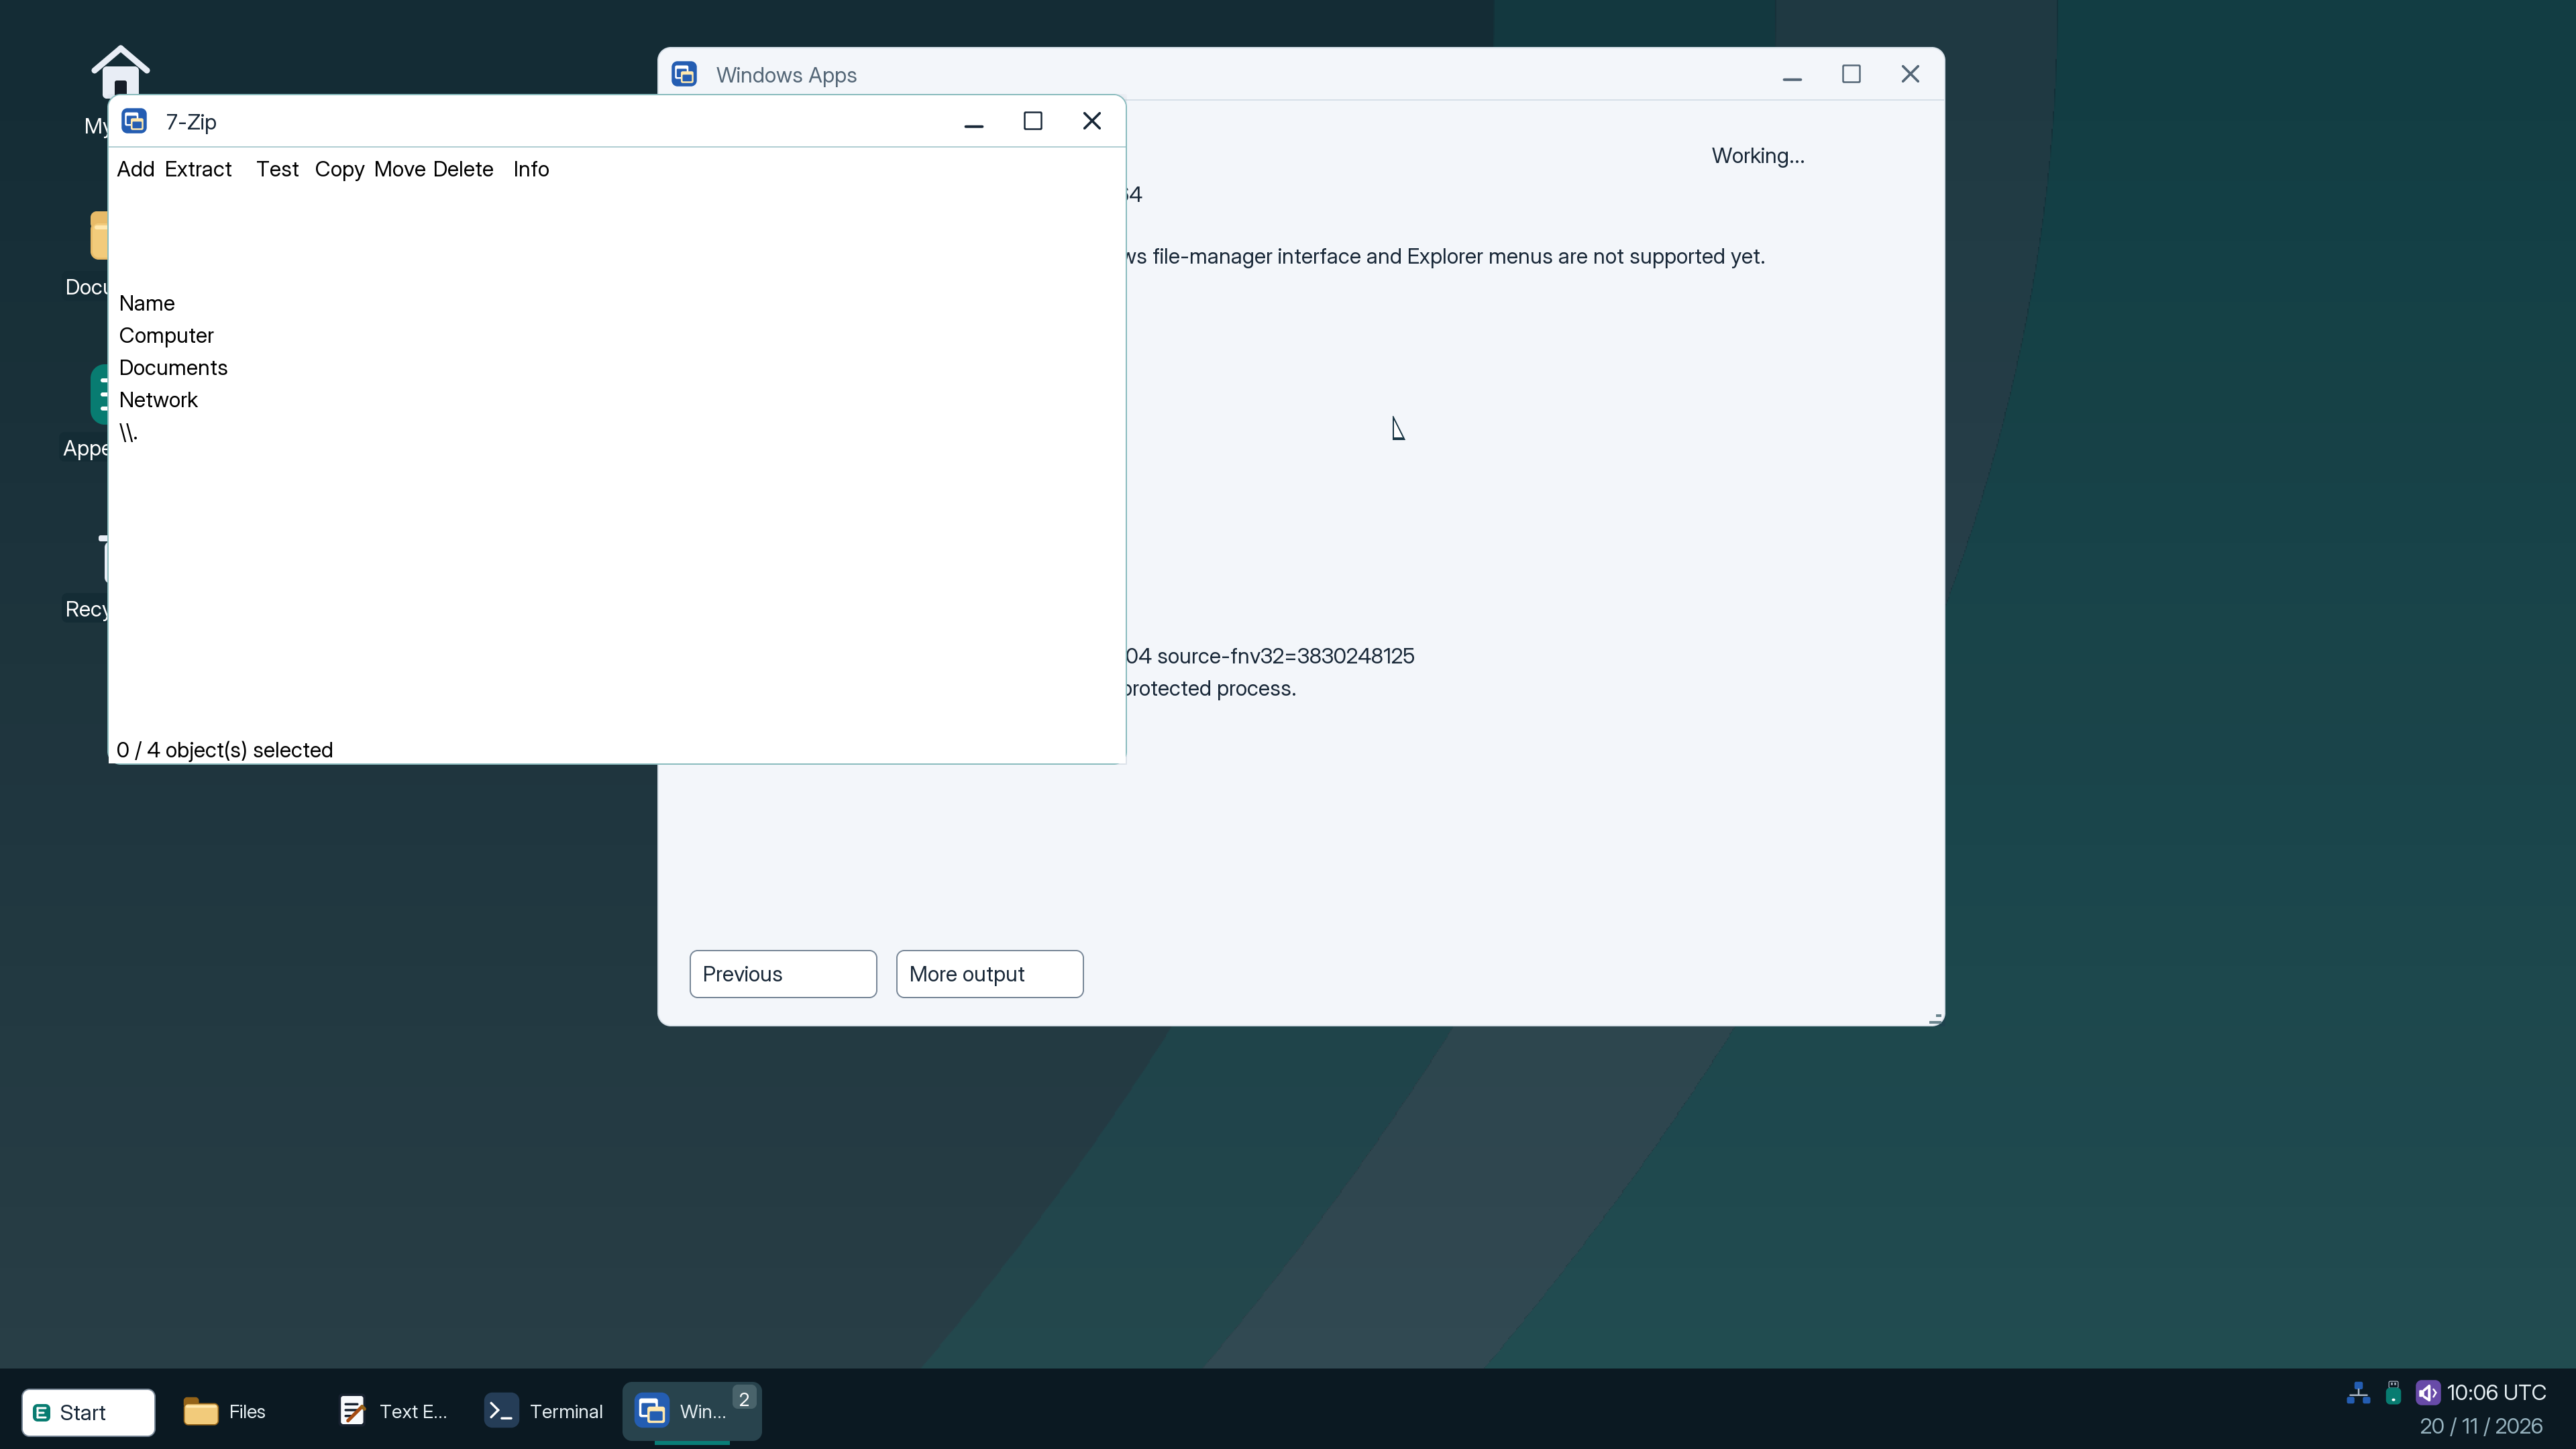 Windows Apps
My
7-Zip
Working...
Add Extract Test Copy Move Delete Info
64
ws file-manager interface and Explorer menus are not supported yet.
Docu
Name
Computer
Documents
Network
\\.
Appe
Recy
04 source-fnv32=3830248125
protected process.
0 / 4 object(s) selected
Previous
More output
Start
Files
Text E...
Terminal
Win...
2
10:06 UTC
20 / 11 / 2026